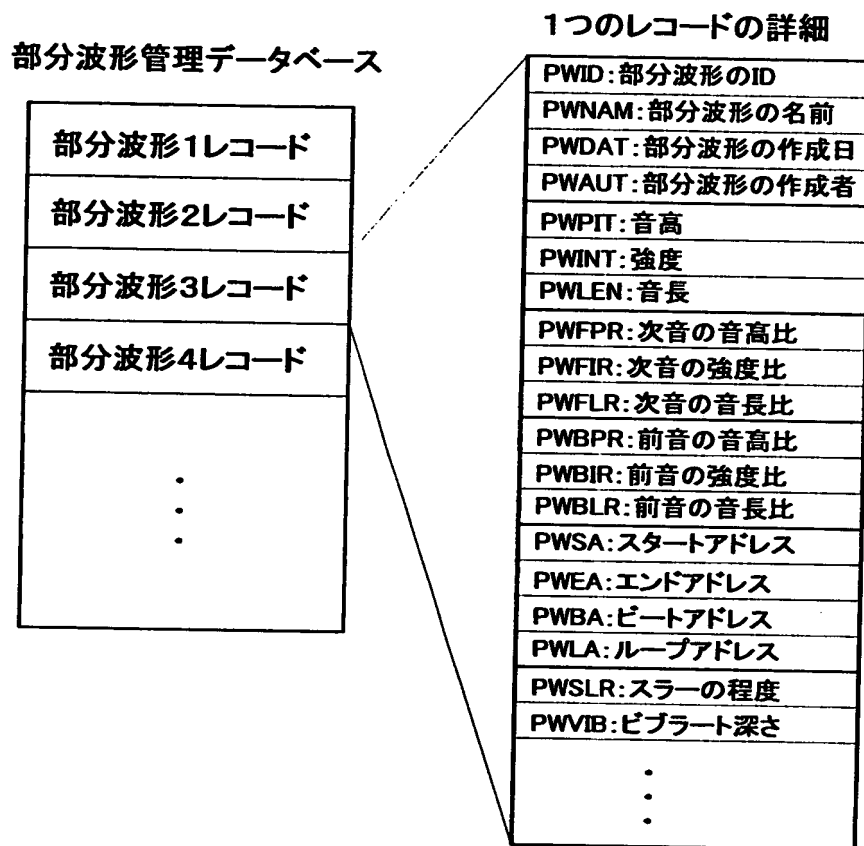 部分波形管理データベース
部分波形1レコード
部分波形2レコード
部分波形3レコード
部分波形4レコード
1つのレコードの詳細
PWID:部分波形のID
PWNAM:部分波形の名前
PWDAT:部分波形の作成日
PWAUT:部分波形の作成者
PWPIT:音高
PWINT:強度
PWLEN:音長
PWFPR:次音の音高比
PWFIR:次音の強度比
PWFLR:次音の音長比
PWBPR:前音の音高比
PWBIR:前音の強度比
PWBLR:前音の音長比
PWSA:スタートアドレス
PWEA:エンドアドレス
PWBA:ビートアドレス
PWLA:ループアドレス
PWSLR:スラーの程度
PWVIB:ビブラート深さ